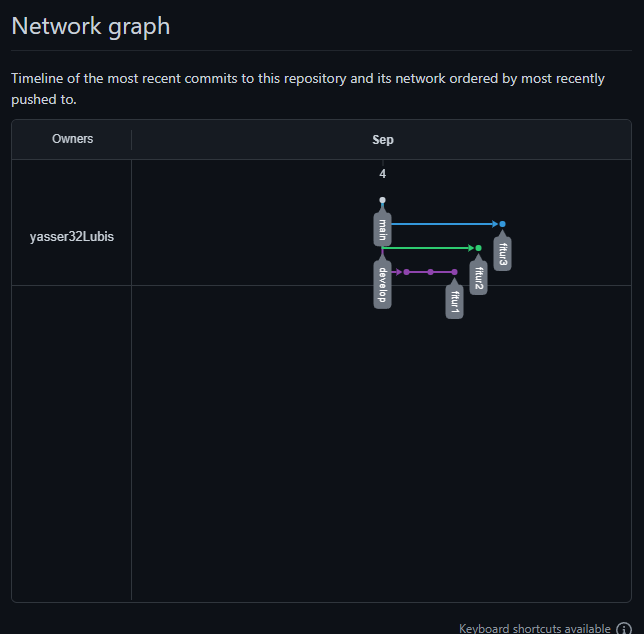 Network graph
Timeline of the most recent commits to this repository and its network ordered by most recently
pushed to.
Owners
Sep
4
yasser32Lubis
main
develop
fitur3
fitur2
fitur1
Keyboard shortcuts available